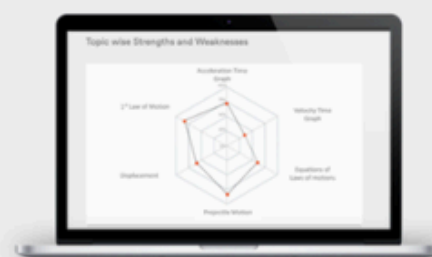 Topic wise Strengths and Weaknesses
Acceleration Time
Graph
1st Law of Motion
Velocity Time
Graph
Displacement
Equations of
Laws of motions
Projectile Motion